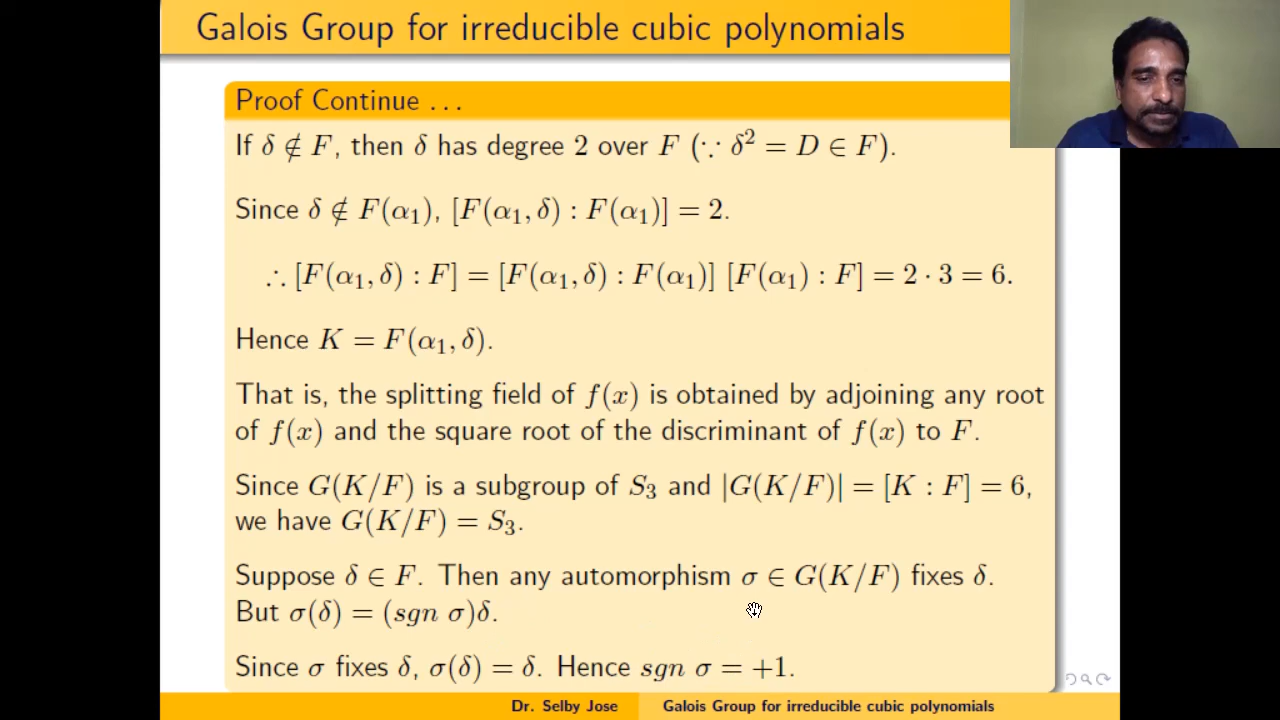 Galois Group for irreducible cubic polynomials
Proof Continue . . .
If δ ∉ F, then δ has degree 2 over F (∵ δ² = D ∈ F).
Since δ ∉ F(α₁), [F(α₁, δ) : F(α₁)] = 2.
∴ [F(α₁, δ) : F] = [F(α₁, δ) : F(α₁)] [F(α₁) : F] = 2 · 3 = 6.
Hence K = F(α₁, δ).
That is, the splitting field of f(x) is obtained by adjoining any root
of f(x) and the square root of the discriminant of f(x) to F.
Since G(K/F) is a subgroup of S₃ and |G(K/F)| = [K : F] = 6,
we have G(K/F) = S₃.
Suppose δ ∈ F. Then any automorphism σ ∈ G(K/F) fixes δ.
But σ(δ) = (sgn σ)δ.
Since σ fixes δ, σ(δ) = δ. Hence sgn σ = +1.
Dr. Selby Jose Galois Group for irreducible cubic polynomials